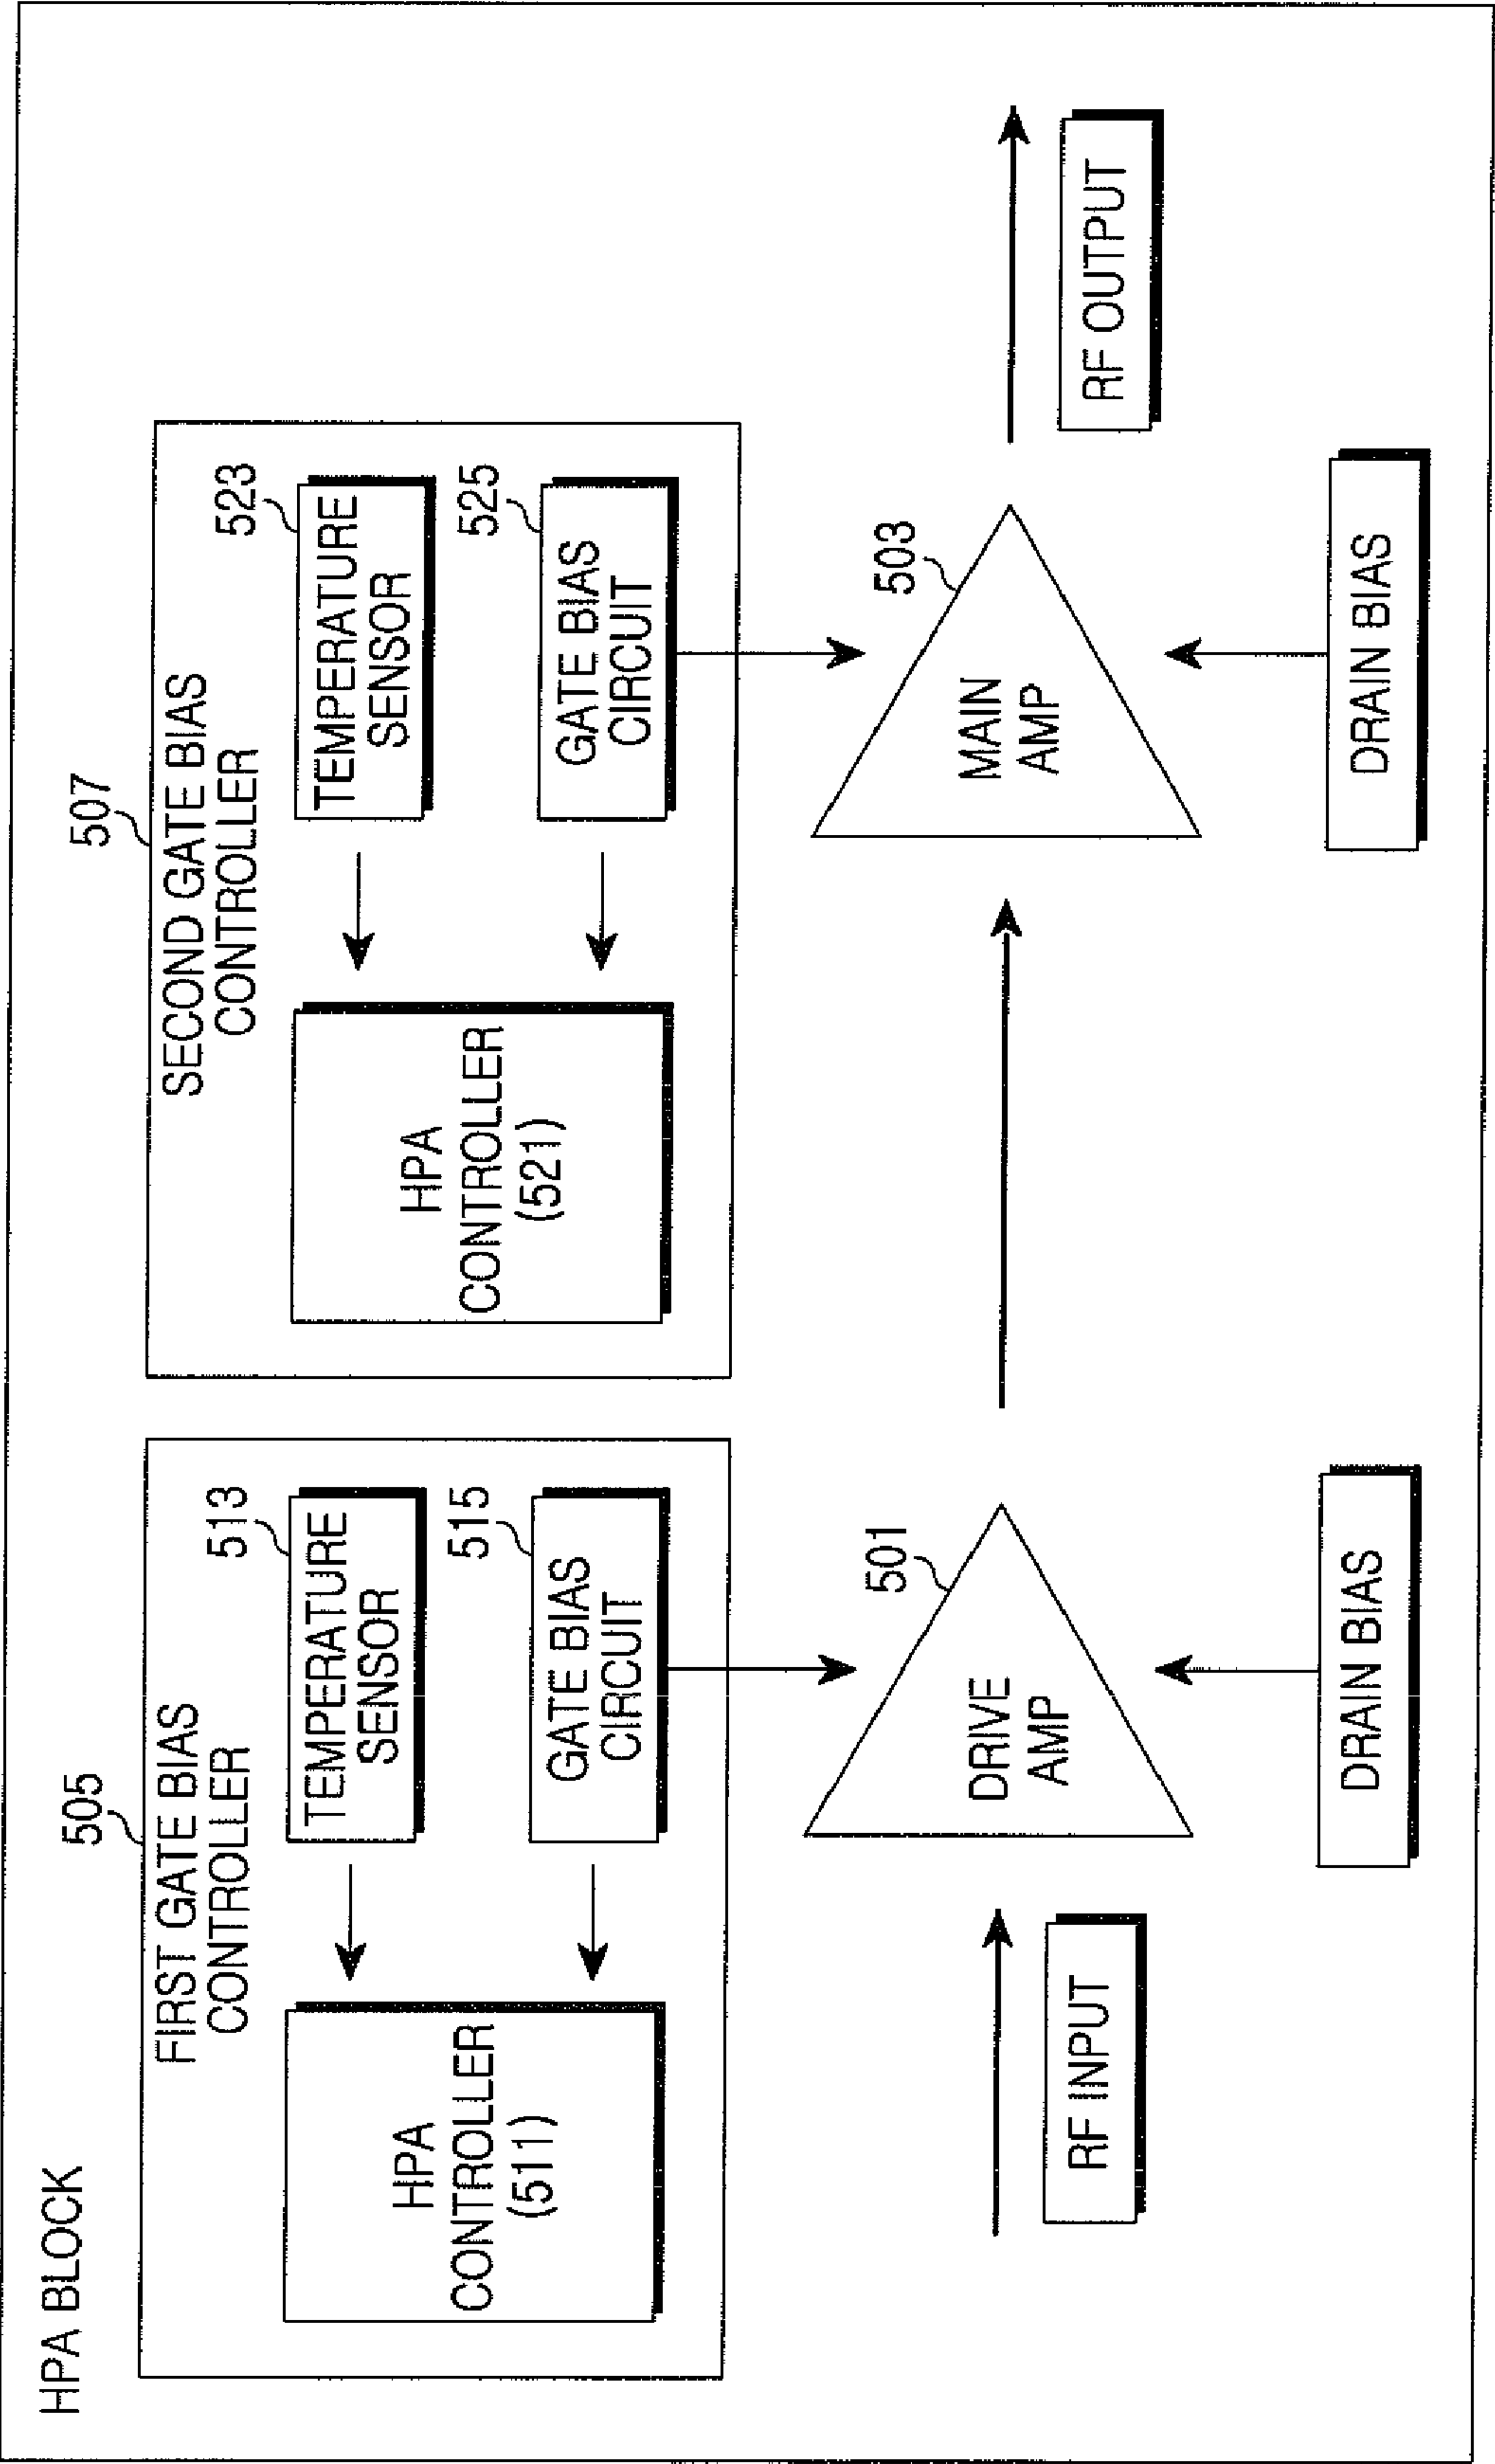 HPA BLOCK
505
FIRST GATE BIAS
CONTROLLER
HPA
CONTROLLER
(511)
513
TEMPERATURE
SENSOR
515
GATE BIAS
CIRCUIT
507
SECOND GATE BIAS
CONTROLLER
HPA
CONTROLLER
(521)
523
TEMPERATURE
SENSOR
525
GATE BIAS
CIRCUIT
RF INPUT
501
DRIVE
AMP
DRAIN BIAS
503
MAIN
AMP
DRAIN BIAS
RF OUTPUT